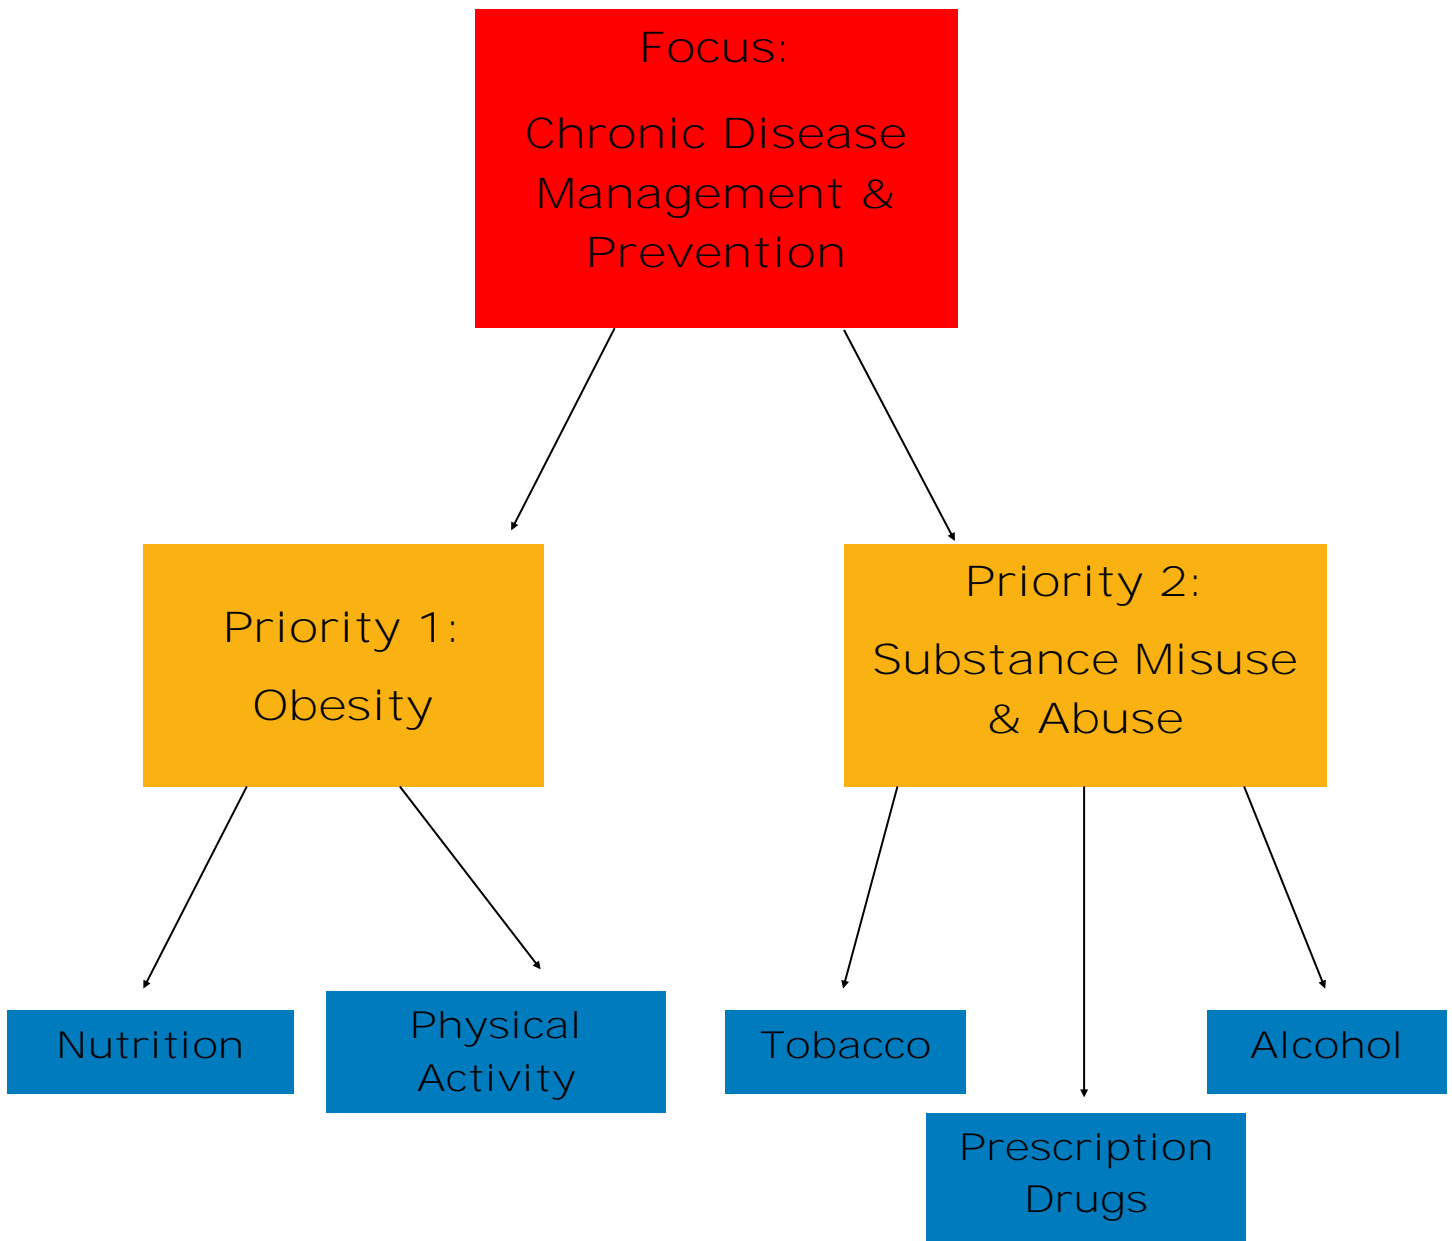 Focus:
Chronic Disease
Management &
Prevention
Priority 1:
Obesity
Priority 2:
Substance Misuse
& Abuse
Nutrition
Physical
Activity
Tobacco
Alcohol
Prescription
Drugs